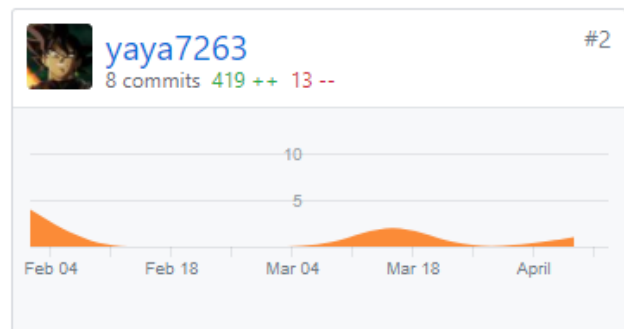 yaya7263 #2
8 commits 419 ++ 13 --
10
5
Feb 04 Feb 18 Mar 04 Mar 18 April